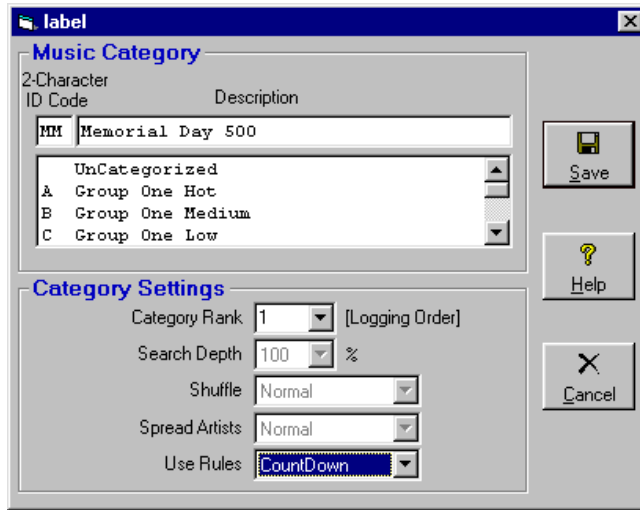 label
Music Category
2-Character
ID Code Description
MM Memorial Day 500
UnCategorized
A Group One Hot
B Group One Medium
C Group One Low
Save
Help
Cancel
Category Settings
Category Rank 1 [Logging Order]
Search Depth 100 %
Shuffle Normal
Spread Artists Normal
Use Rules CountDown